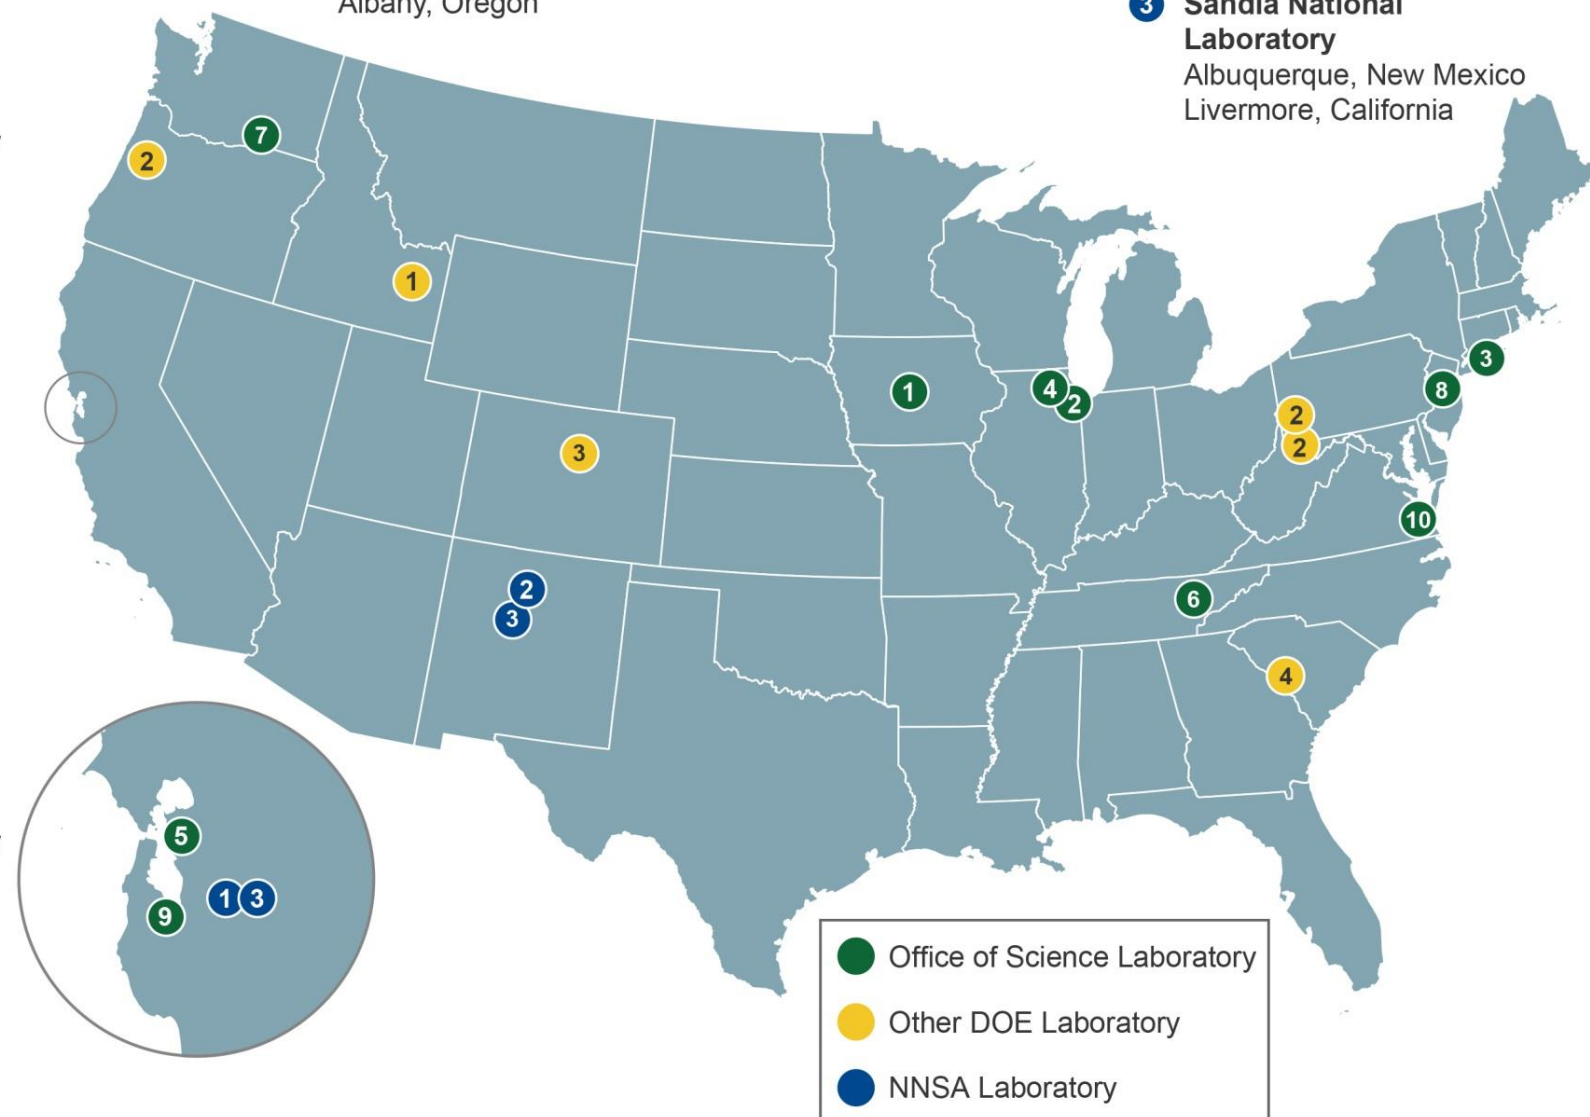 Albany, Oregon
3 Sandia National
Laboratory
Albuquerque, New Mexico
Livermore, California
7
2
1
3
1
4
2
3
8
2
2
10
2
3
6
4
5
1 3
9
Office of Science Laboratory
Other DOE Laboratory
NNSA Laboratory